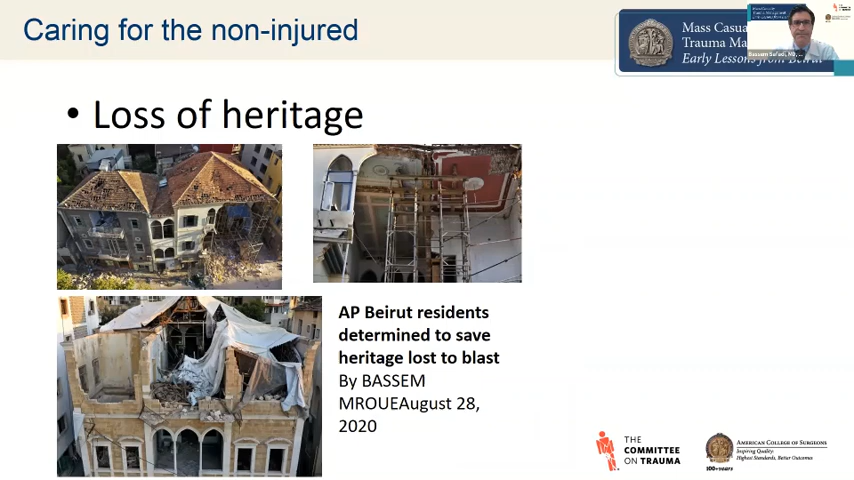 Caring for the non-injured
Mass Casua
Trauma Ma
Early Lessons from Beirut
• Loss of heritage
AP Beirut residents
determined to save
heritage lost to blast
By BASSEM
MROUEAugust 28,
2020
THE
COMMITTEE
ON TRAUMA
AMERICAN COLLEGE OF SURGEONS
Inspiring Quality:
Highest Standards, Better Outcomes
100+years